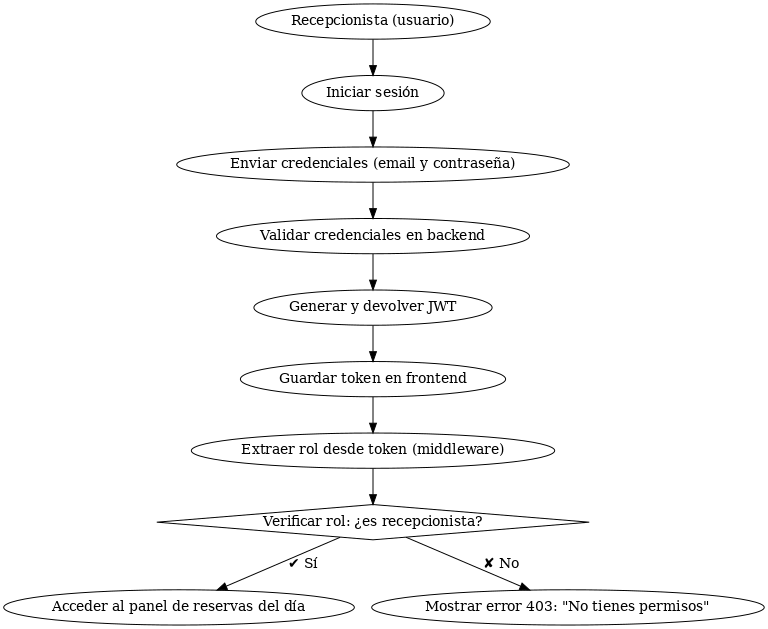 Recepcionista (usuario)
Iniciar sesión
Enviar credenciales (email y contraseña)
Validar credenciales en backend
Generar y devolver JWT
Guardar token en frontend
Extraer rol desde token (middleware)
Verificar rol: ¿es recepcionista?
✔ Sí
✘ No
Acceder al panel de reservas del día
Mostrar error 403: "No tienes permisos"